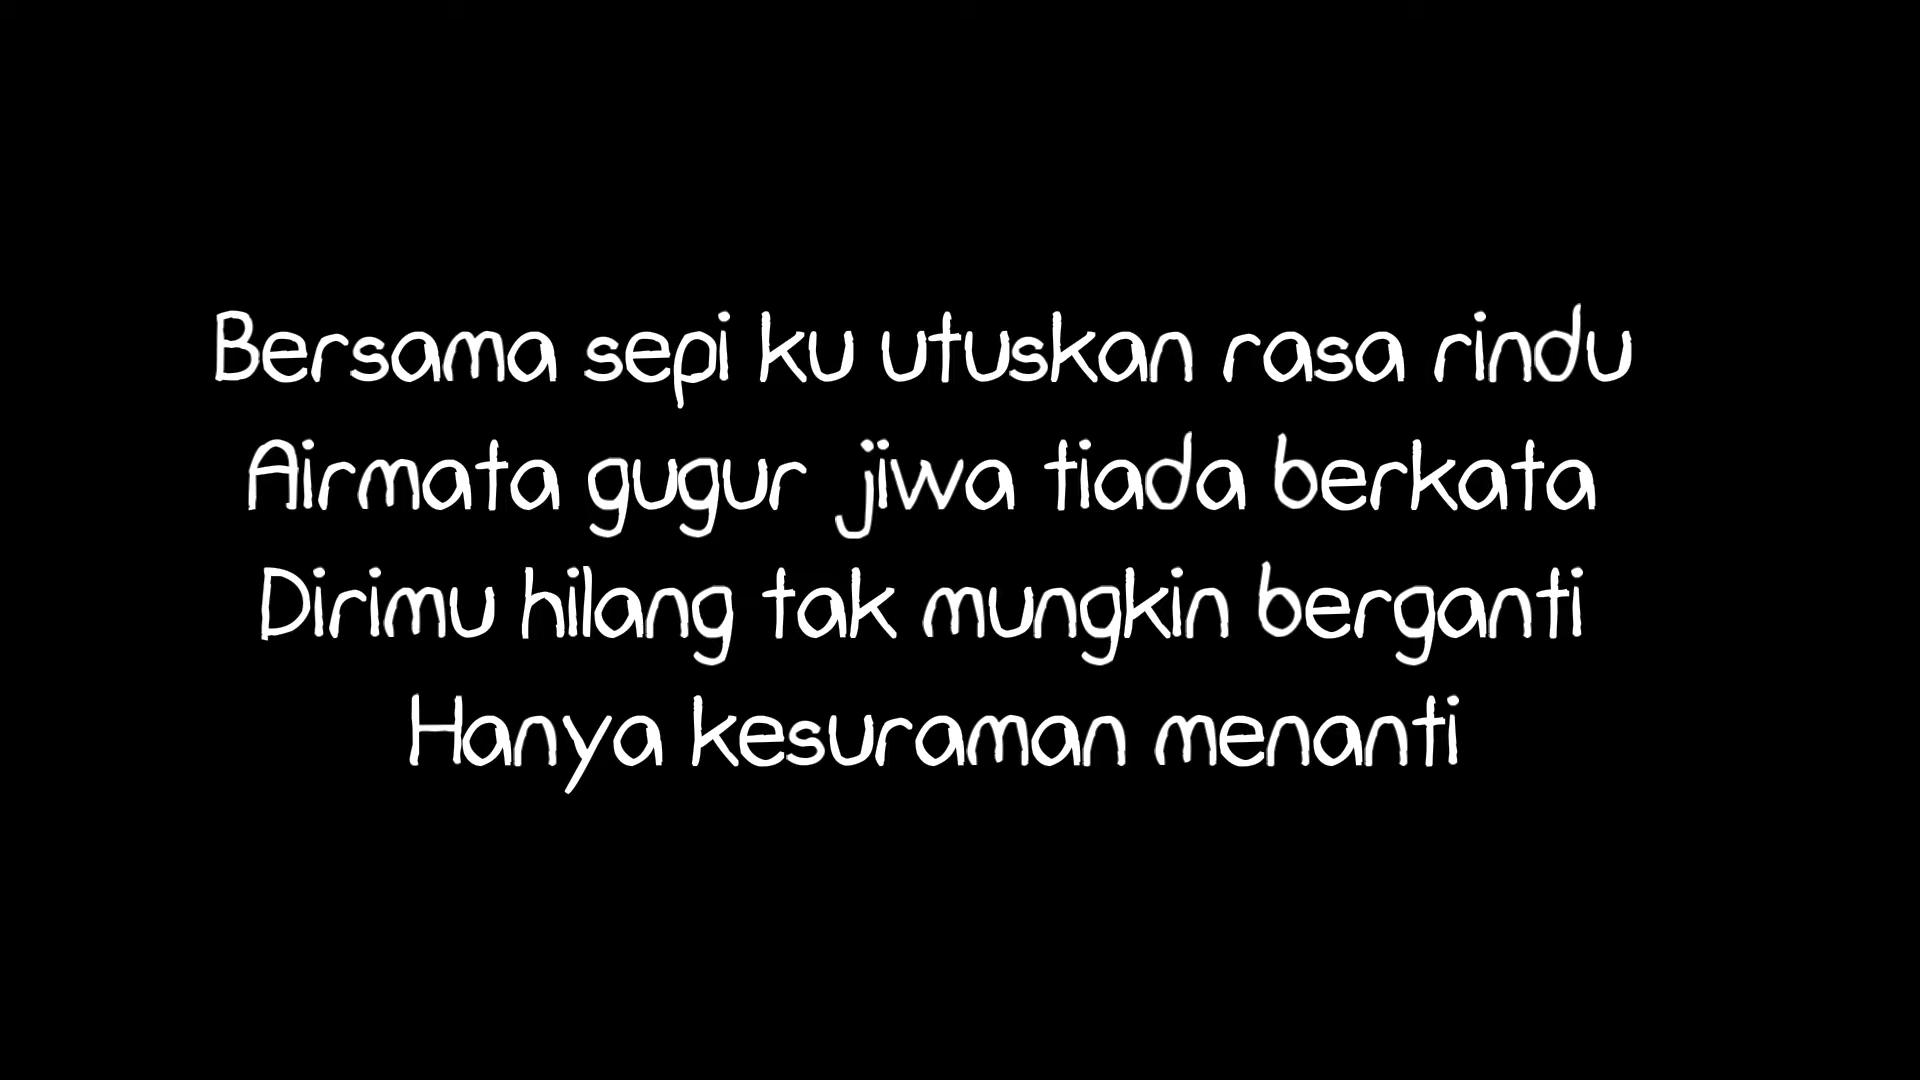 Bersama sepi ku utuskan rasa rindu
Airmata gugur jiwa tiada berkata
Dirimu hilang tak mungkin berganti
Hanya kesuraman menanti